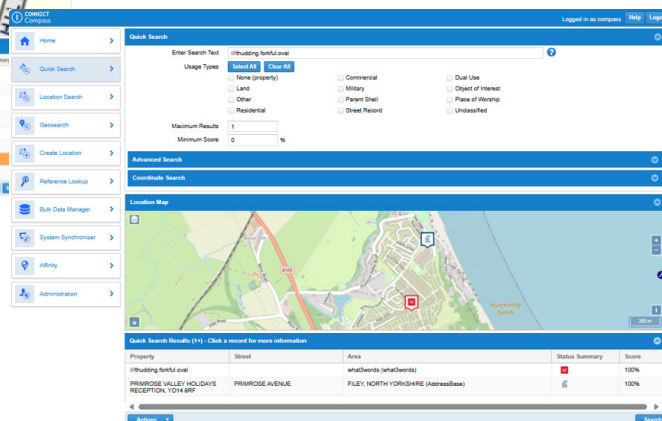 CONNICT
Compass
Logged in as compass Help
Home
Quick Search
Location Search
Geosearch
Create Location
Reference Lookup
Bulk Data Manager
System Synchroniser
Affinity
Administration
Quick Search
Enter Search Text ///thudding.forkful.oval
Usage Types Select All Clear All
None (property) Commercial Dual Use
Land Military Object of Interest
Other Parent Shell Place of Worship
Residential Street Record Unclassified
Maximum Results 1
Minimum Score 0 %
Advanced Search
Coordinate Search
Location Map
Hunmanby
Sands
200 m
Quick Search Results (1+) - Click a record for more information
Property Street Area Status Summary Score
///thudding.forkful.oval what3words (what3words) 100%
PRIMROSE VALLEY HOLIDAYS PRIMROSE AVENUE FILEY, NORTH YORKSHIRE (AddressBase) 100%
RECEPTION, YO14 9RF
Actions Search